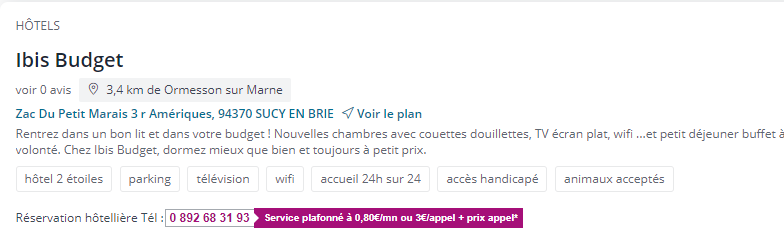 HÔTELS
Ibis Budget
voir 0 avis 3,4 km de Ormesson sur Marne
Zac Du Petit Marais 3 r Amériques, 94370 SUCY EN BRIE Voir le plan
Rentrez dans un bon lit et dans votre budget ! Nouvelles chambres avec couettes douillettes, TV écran plat, wifi ...et petit déjeuner buffet à
volonté. Chez Ibis Budget, dormez mieux que bien et toujours à petit prix.
hôtel 2 étoiles parking télévision wifi accueil 24h sur 24 accès handicapé animaux acceptés
Réservation hôtellière Tél : 0 892 68 31 93 Service plafonné à 0,80€/mn ou 3€/appel + prix appel*